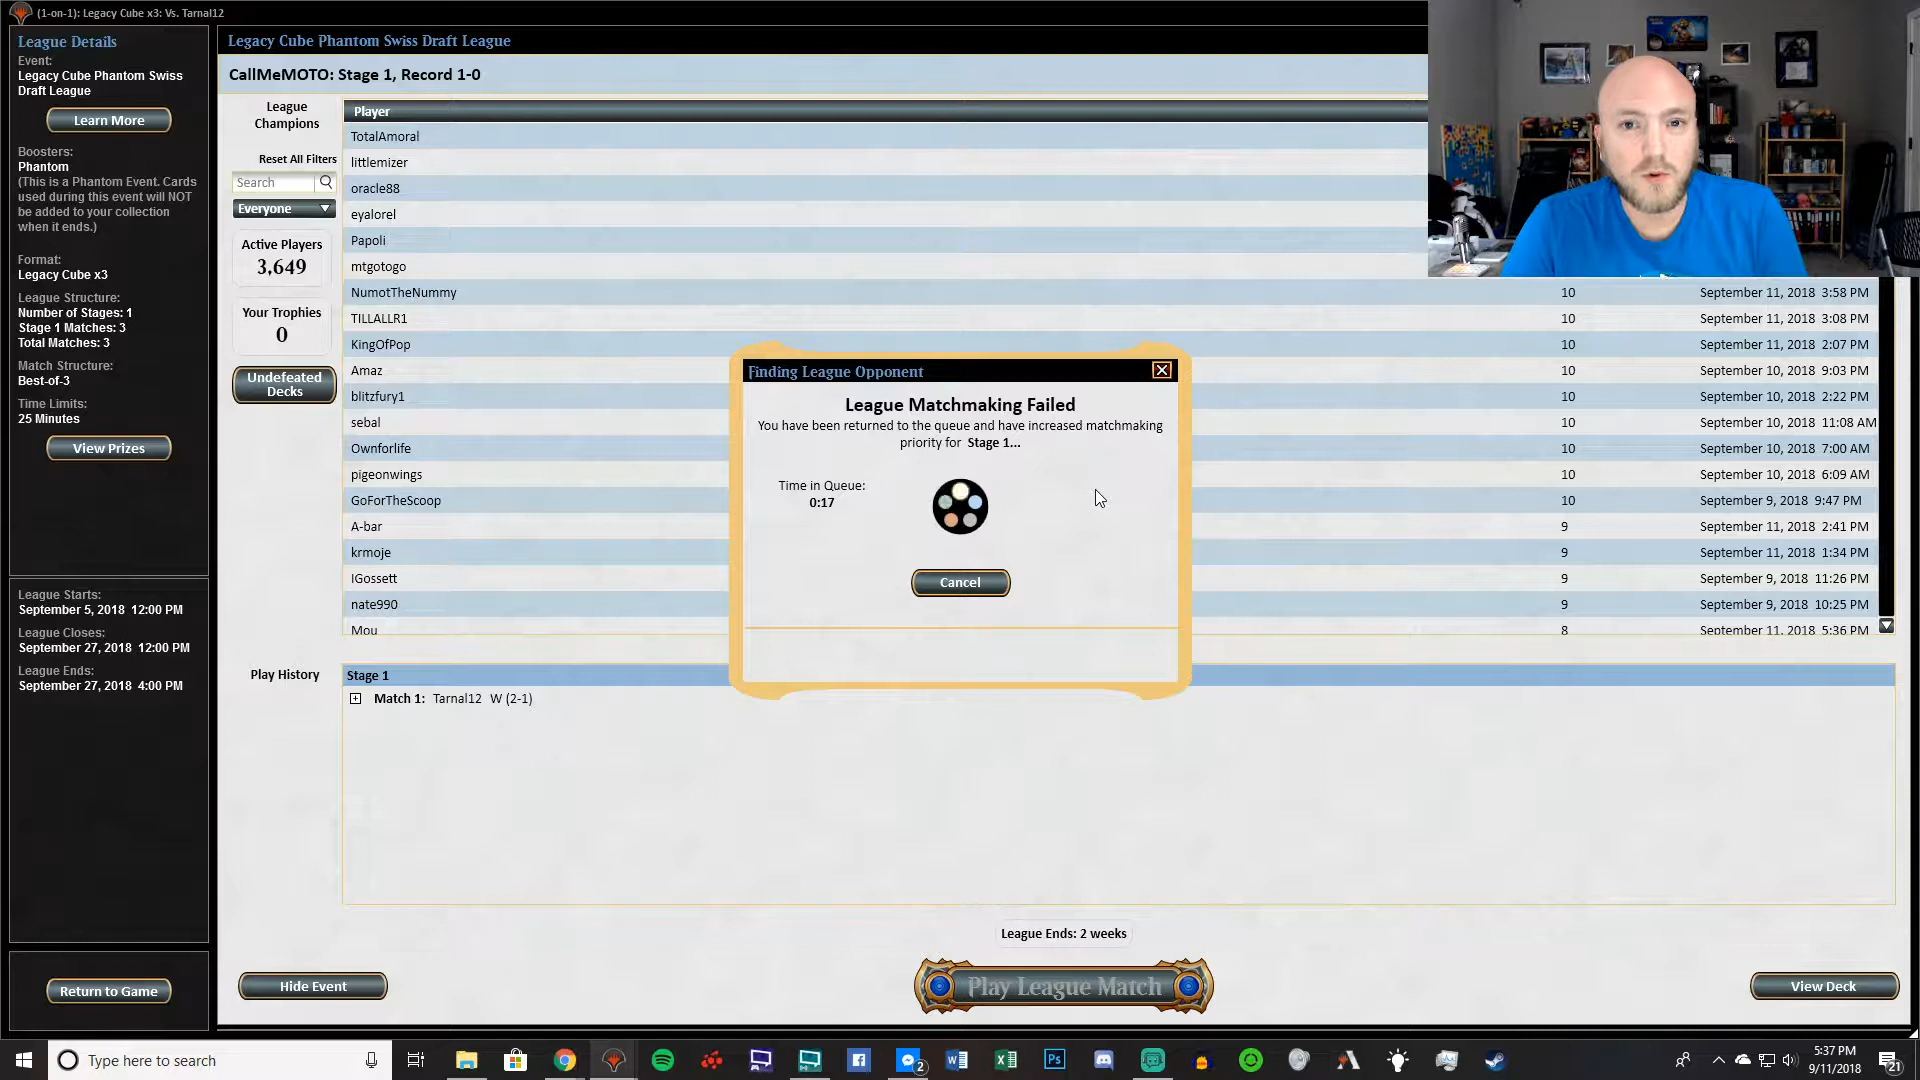 (1-on-1): Legacy Cube x3: Vs. Tarnal12
League Details
Event:
Legacy Cube Phantom Swiss
Draft League
Learn More
Boosters:
Phantom
(This is a Phantom Event. Cards
used during this event will NOT
be added to your collection
when it ends.)
Format:
Legacy Cube x3
League Structure:
Number of Stages: 1
Stage 1 Matches: 3
Total Matches: 3
Match Structure:
Best-of-3
Time Limits:
25 Minutes
View Prizes
League Starts:
September 5, 2018 12:00 PM
League Closes:
September 27, 2018 12:00 PM
League Ends:
September 27, 2018 4:00 PM
Return to Game
Legacy Cube Phantom Swiss Draft League
CallMeMOTO: Stage 1, Record 1-0
League
Champions
Reset All Filters
Search
Everyone
Active Players
3,649
Your Trophies
0
Undefeated
Decks
Player
TotalAmoral
littlemizer
oracle88
eyalorel
Papoli
mtgotogo
NumotTheNummy 10 September 11, 2018 3:58 PM
TILLALLR1 10 September 11, 2018 3:08 PM
KingOfPop 10 September 11, 2018 2:07 PM
Amaz 10 September 10, 2018 9:03 PM
blitzfury1 10 September 10, 2018 2:22 PM
sebal 10 September 10, 2018 11:08 AM
Ownforlife 10 September 10, 2018 7:00 AM
pigeonwings 10 September 10, 2018 6:09 AM
GoForTheScoop 10 September 9, 2018 9:47 PM
A-bar 9 September 11, 2018 2:41 PM
krmoje 9 September 11, 2018 1:34 PM
IGossett 9 September 9, 2018 11:26 PM
nate990 9 September 9, 2018 10:25 PM
Mou 8 September 11, 2018 5:36 PM
Finding League Opponent
League Matchmaking Failed
You have been returned to the queue and have increased matchmaking
priority for Stage 1...
Time in Queue:
0:17
Cancel
Play History
Stage 1
Match 1: Tarnal12 W (2-1)
League Ends: 2 weeks
Hide Event
Play League Match
View Deck
Type here to search
2
5:37 PM
9/11/2018
21